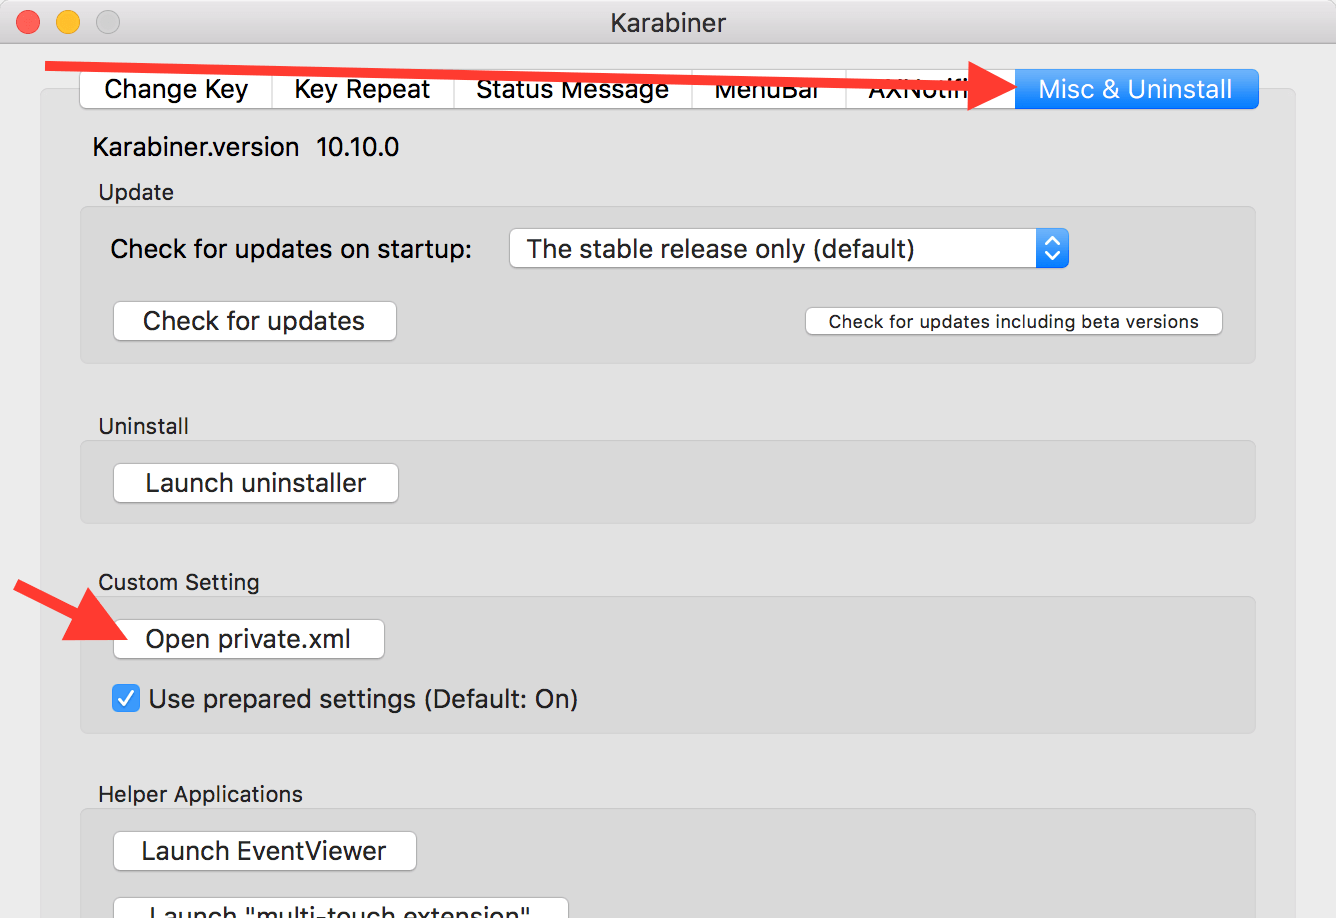 Karabiner
Change Key Key Repeat Status Message MenuBar AXNotifi Misc & Uninstall
Karabiner.version 10.10.0
Update
Check for updates on startup: The stable release only (default)
Check for updates Check for updates including beta versions
Uninstall
Launch uninstaller
Custom Setting
Open private.xml
Use prepared settings (Default: On)
Helper Applications
Launch EventViewer
Launch "multi-touch extension"